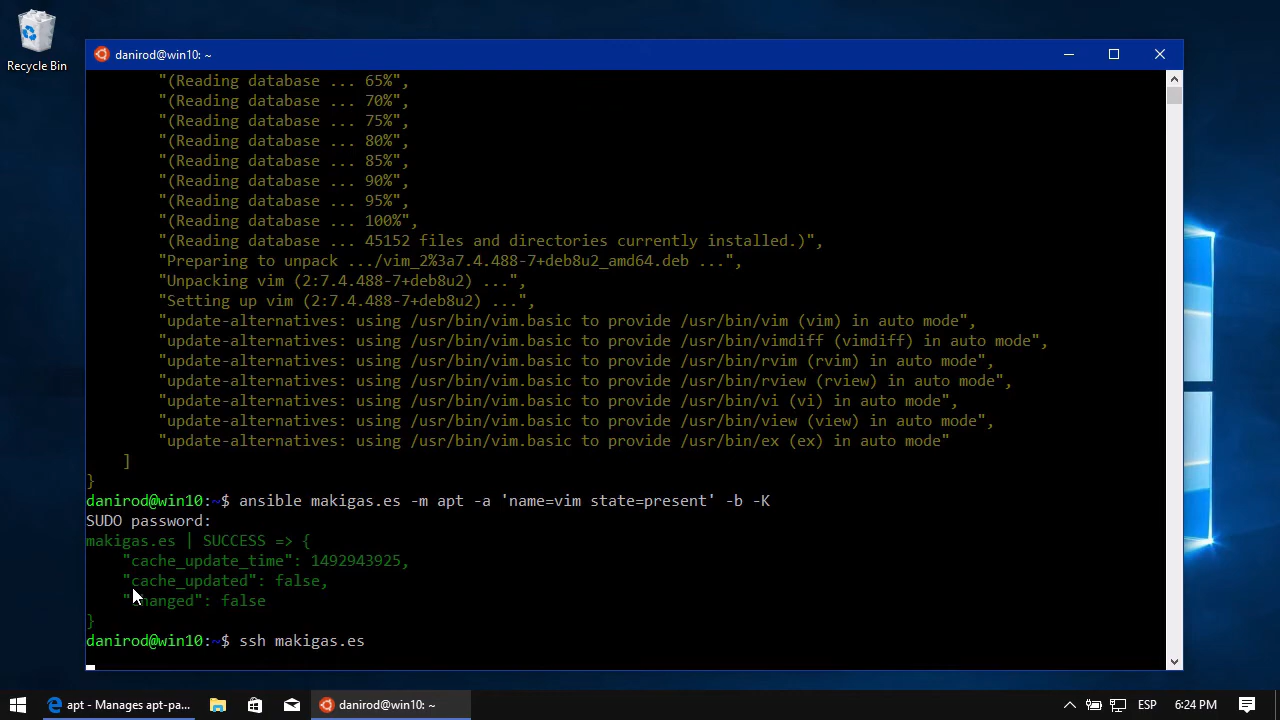 Recycle Bin
danirod@win10: ~
"(Reading database ... 65%",
"(Reading database ... 70%",
"(Reading database ... 75%",
"(Reading database ... 80%",
"(Reading database ... 85%",
"(Reading database ... 90%",
"(Reading database ... 95%",
"(Reading database ... 100%",
"(Reading database ... 45152 files and directories currently installed.)",
"Preparing to unpack .../vim_2%3a7.4.488-7+deb8u2_amd64.deb ...",
"Unpacking vim (2:7.4.488-7+deb8u2) ...",
"Setting up vim (2:7.4.488-7+deb8u2) ...",
"update-alternatives: using /usr/bin/vim.basic to provide /usr/bin/vim (vim) in auto mode",
"update-alternatives: using /usr/bin/vim.basic to provide /usr/bin/vimdiff (vimdiff) in auto mode",
"update-alternatives: using /usr/bin/vim.basic to provide /usr/bin/rvim (rvim) in auto mode",
"update-alternatives: using /usr/bin/vim.basic to provide /usr/bin/rview (rview) in auto mode",
"update-alternatives: using /usr/bin/vim.basic to provide /usr/bin/vi (vi) in auto mode",
"update-alternatives: using /usr/bin/vim.basic to provide /usr/bin/view (view) in auto mode",
"update-alternatives: using /usr/bin/vim.basic to provide /usr/bin/ex (ex) in auto mode"
]
}
danirod@win10:~$ ansible makigas.es -m apt -a 'name=vim state=present' -b -K
SUDO password:
makigas.es | SUCCESS => {
"cache_update_time": 1492943925,
"cache_updated": false,
"changed": false
}
danirod@win10:~$ ssh makigas.es
apt - Manages apt-pa...
danirod@win10: ~
ESP
6:24 PM